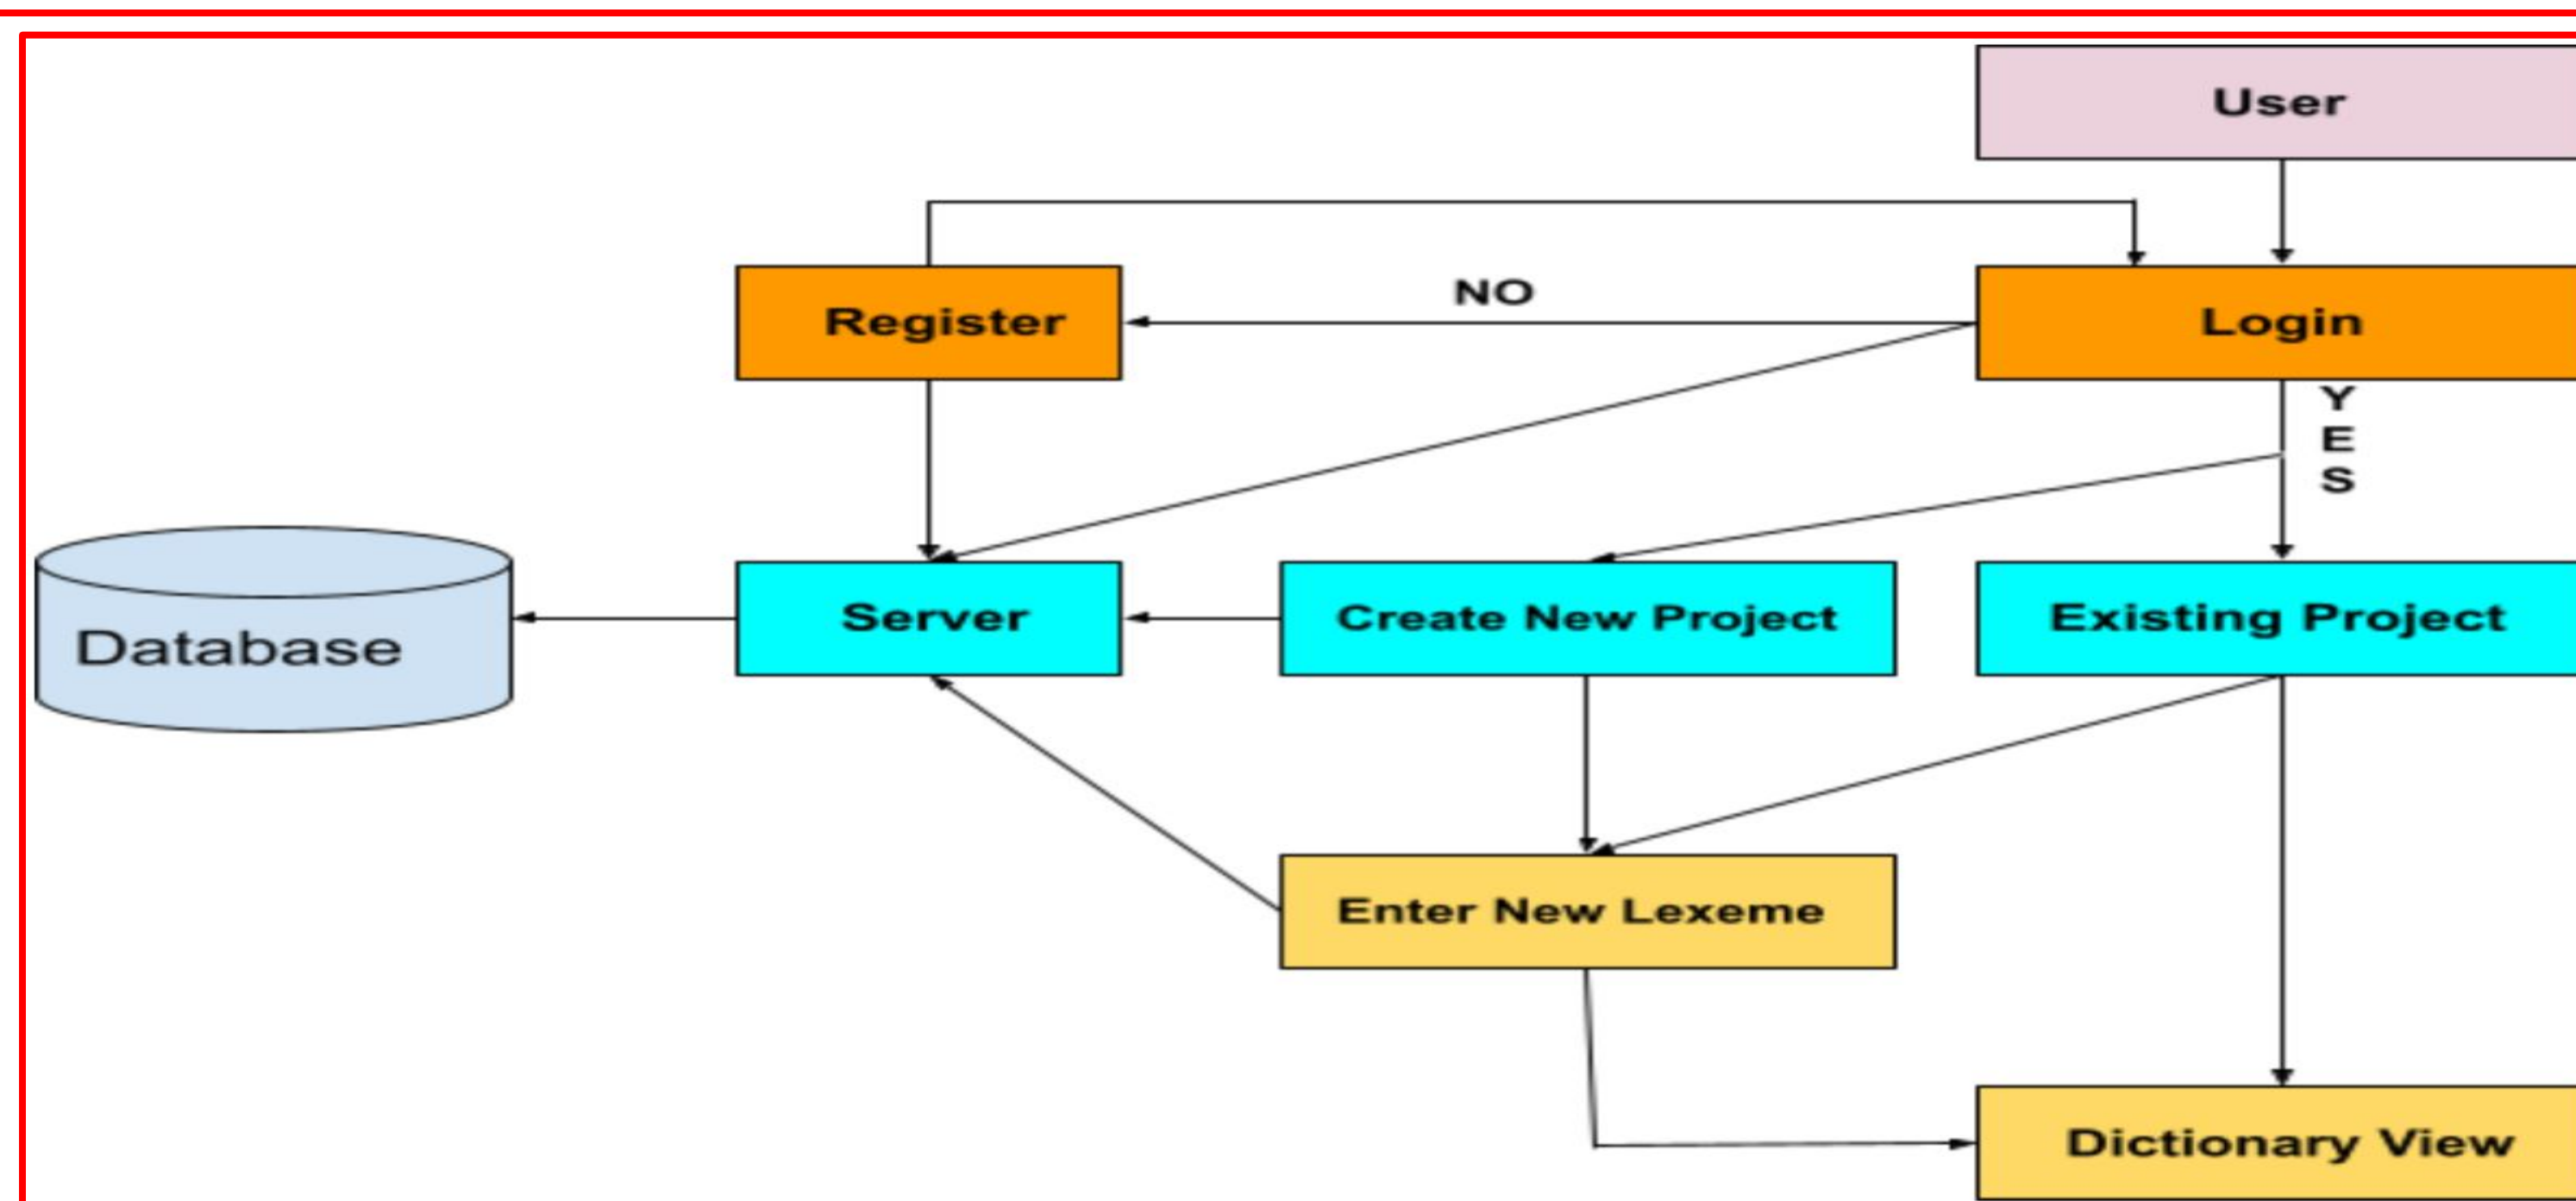 User
NO
Register
Login
Y
E
S
Database
Server
Create New Project
Existing Project
Enter New Lexeme
Dictionary View